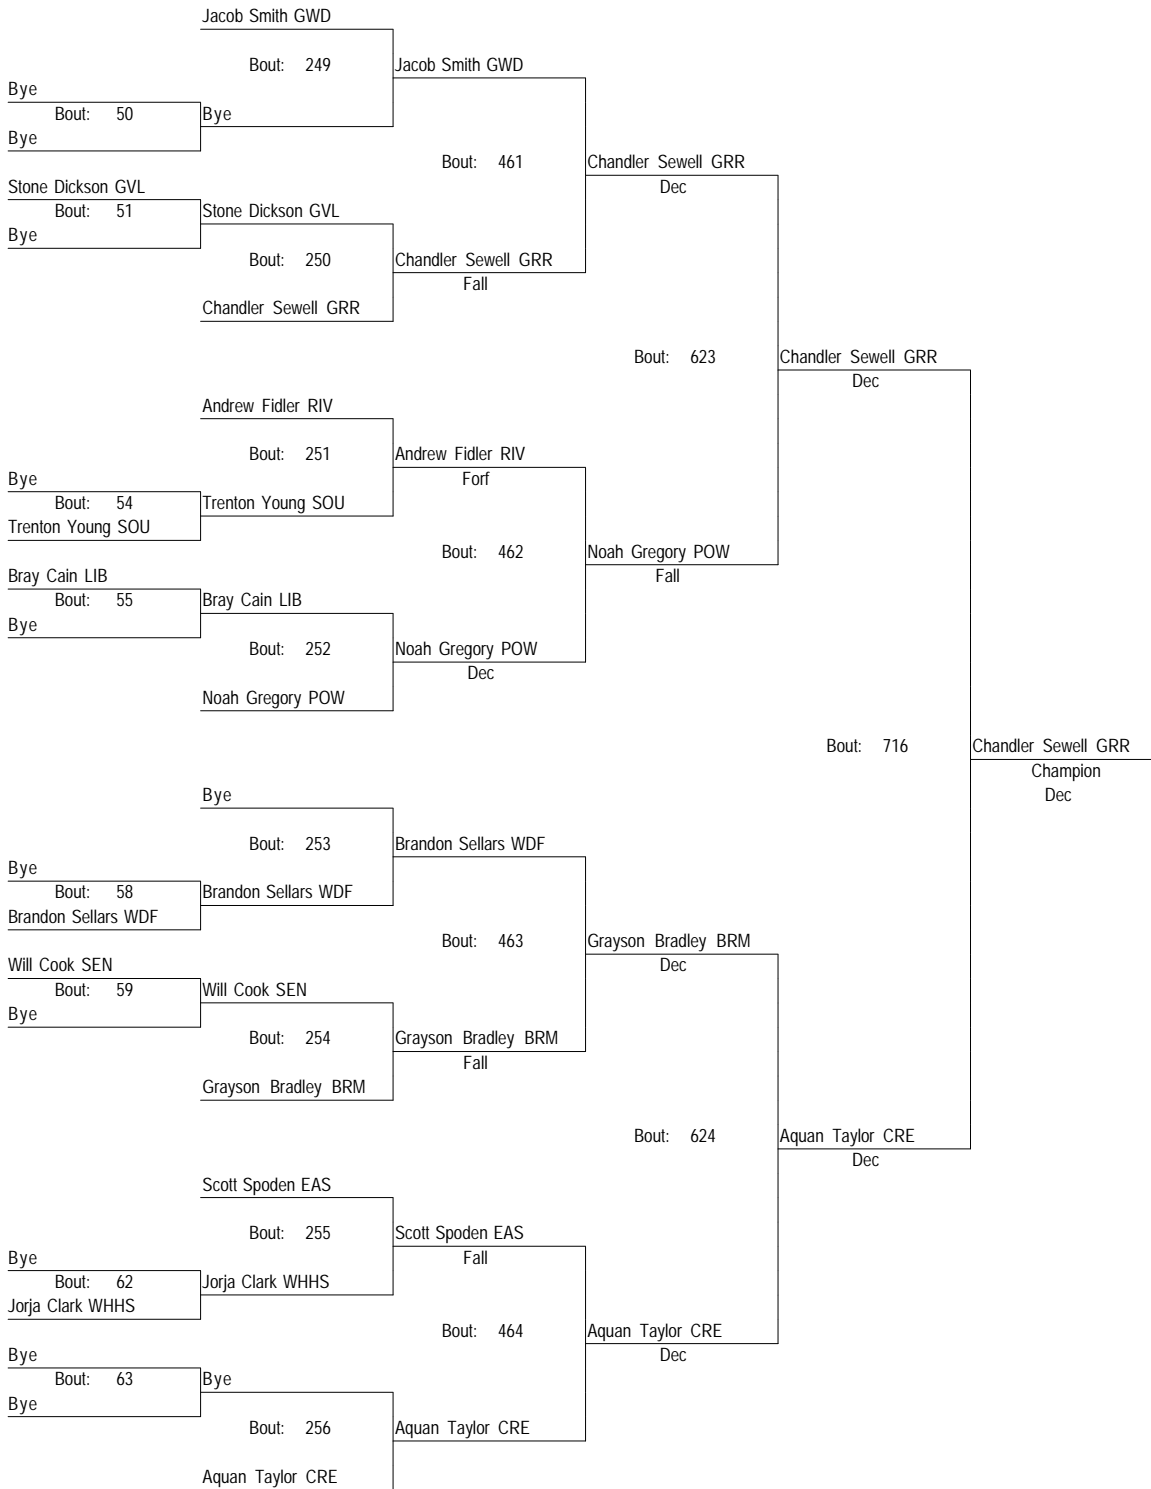 Jacob Smith GWD
Bout: 249
Jacob Smith GWD
Bye
Bout: 50
Bye
Bye
Bout: 461
Chandler Sewell GRR
Dec
Stone Dickson GVL
Bout: 51
Stone Dickson GVL
Bye
Bout: 250
Chandler Sewell GRR
Fall
Chandler Sewell GRR
Bout: 623
Chandler Sewell GRR
Dec
Andrew Fidler RIV
Bout: 251
Andrew Fidler RIV
Forf
Bye
Bout: 54
Trenton Young SOU
Trenton Young SOU
Bout: 462
Noah Gregory POW
Fall
Bray Cain LIB
Bout: 55
Bray Cain LIB
Bye
Bout: 252
Noah Gregory POW
Dec
Noah Gregory POW
Bout: 716
Chandler Sewell GRR
Champion
Dec
Bye
Bout: 253
Brandon Sellars WDF
Bye
Bout: 58
Brandon Sellars WDF
Brandon Sellars WDF
Bout: 463
Grayson Bradley BRM
Dec
Will Cook SEN
Bout: 59
Will Cook SEN
Bye
Bout: 254
Grayson Bradley BRM
Fall
Grayson Bradley BRM
Bout: 624
Aquan Taylor CRE
Dec
Scott Spoden EAS
Bout: 255
Scott Spoden EAS
Fall
Bye
Bout: 62
Jorja Clark WHHS
Jorja Clark WHHS
Bout: 464
Aquan Taylor CRE
Dec
Bye
Bout: 63
Bye
Bye
Bout: 256
Aquan Taylor CRE
Aquan Taylor CRE